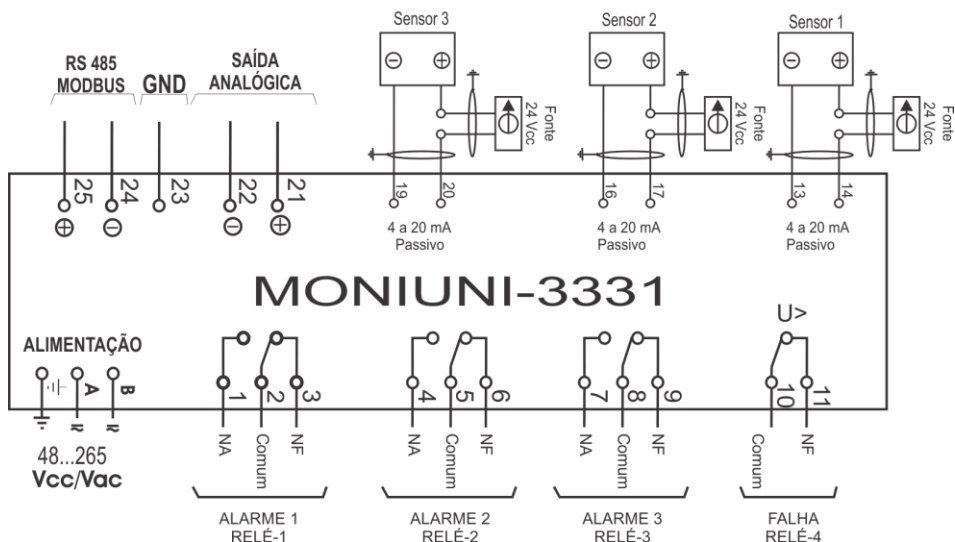 Sensor 3
Sensor 2
Sensor 1
RS 485
MODBUS
GND
SAÍDA
ANALÓGICA
Fonte
24 Vcc
Fonte
24 Vcc
Fonte
24 Vcc
25
24
23
22
21
19
20
16
17
13
14
4 a 20 mA
Passivo
4 a 20 mA
Passivo
4 a 20 mA
Passivo
MONIUNI-3331
U>
ALIMENTAÇÃO
A
B
1
2
3
4
5
6
7
8
9
10
11
48...265
Vcc/Vac
NA
Comum
NF
NA
Comum
NF
NA
Comum
NF
Comum
NF
ALARME 1
RELÉ-1
ALARME 2
RELÉ-2
ALARME 3
RELÉ-3
FALHA
RELÉ-4